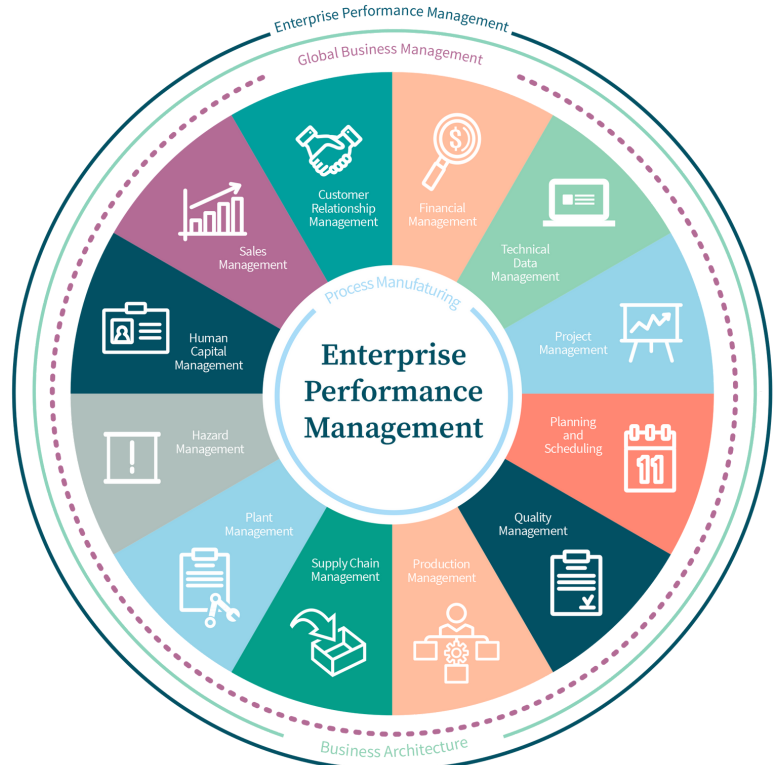 Enterprise Performance Management
Global Business Management
Customer
Relationship
Management
Financial
Management
Technical
Data
Management
Project
Management
Planning
and
Scheduling
11
Quality
Management
Production
Management
Supply Chain
Management
Plant
Management
Hazard
Management
!
Human
Capital
Management
Sales
Management
$
Process Manufaturing
Enterprise
Performance
Management
Business Architecture